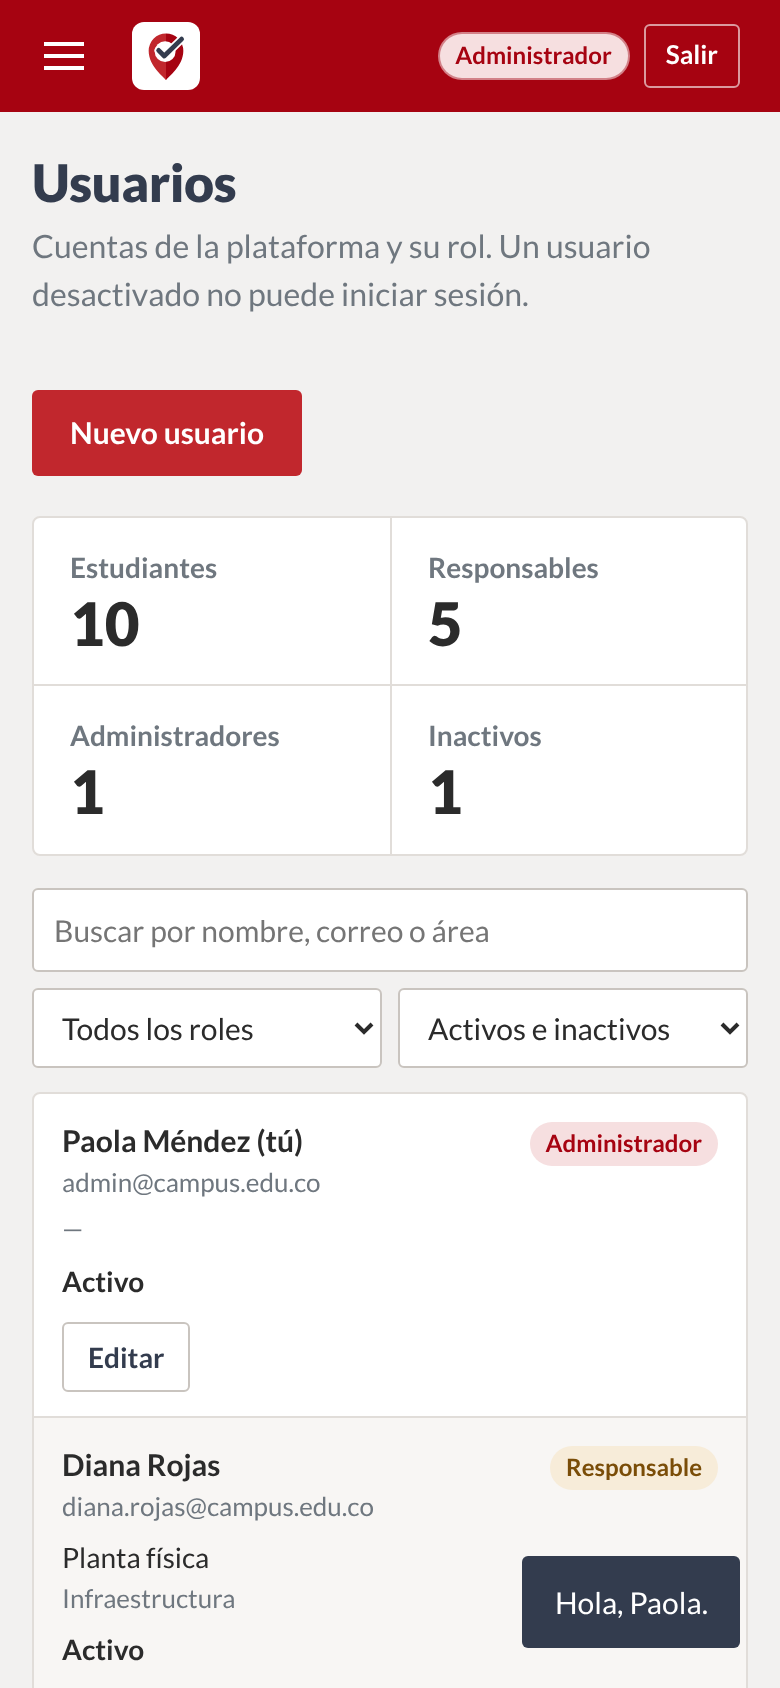 Administrador
Salir
Usuarios
Cuentas de la plataforma y su rol. Un usuario
desactivado no puede iniciar sesión.
Nuevo usuario
Estudiantes
10
Responsables
5
Administradores
1
Inactivos
1
Buscar por nombre, correo o área
Todos los roles
Activos e inactivos
Paola Méndez (tú)
Administrador
admin@campus.edu.co
—
Activo
Editar
Diana Rojas
Responsable
diana.rojas@campus.edu.co
Planta física
Infraestructura
Hola, Paola.
Activo